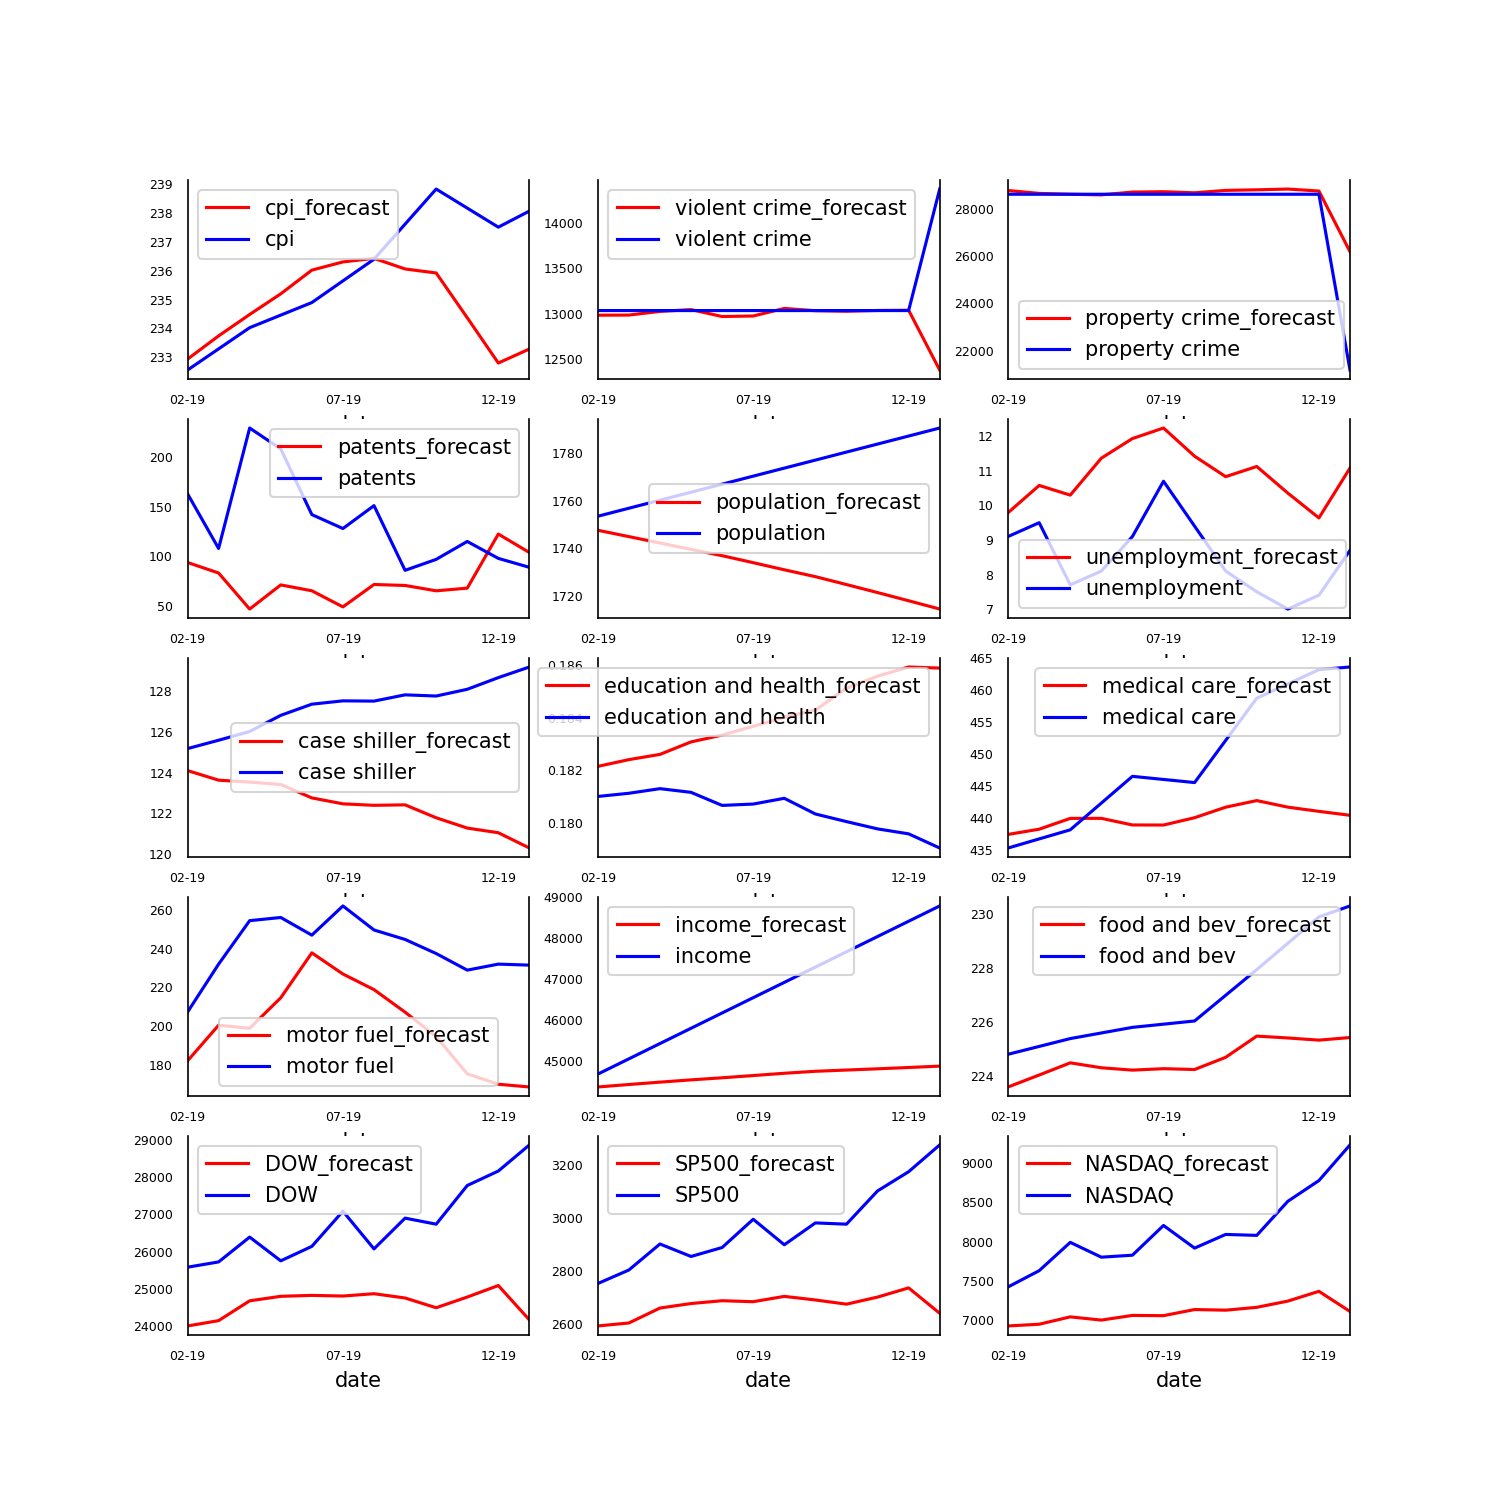 239
238
237
236
235
234
233
cpi_forecast
cpi
02-19 07-19 12-19
14000
13500
13000
12500
violent crime_forecast
violent crime
02-19 07-19 12-19
28000
26000
24000
22000
property crime_forecast
property crime
02-19 07-19 12-19
200
150
100
50
patents_forecast
patents
02-19 07-19 12-19
1780
1760
1740
1720
population_forecast
population
02-19 07-19 12-19
12
11
10
9
8
7
unemployment_forecast
unemployment
02-19 07-19 12-19
128
126
124
122
120
case shiller_forecast
case shiller
02-19 07-19 12-19
0.186
0.184
0.182
0.180
education and health_forecast
education and health
02-19 07-19 12-19
465
460
455
450
445
440
435
medical care_forecast
medical care
02-19 07-19 12-19
260
240
220
200
180
motor fuel_forecast
motor fuel
02-19 07-19 12-19
49000
48000
47000
46000
45000
income_forecast
income
02-19 07-19 12-19
230
228
226
224
food and bev_forecast
food and bev
02-19 07-19 12-19
29000
28000
27000
26000
25000
24000
DOW_forecast
DOW
02-19 07-19 12-19
date
3200
3000
2800
2600
SP500_forecast
SP500
02-19 07-19 12-19
date
9000
8500
8000
7500
7000
NASDAQ_forecast
NASDAQ
02-19 07-19 12-19
date